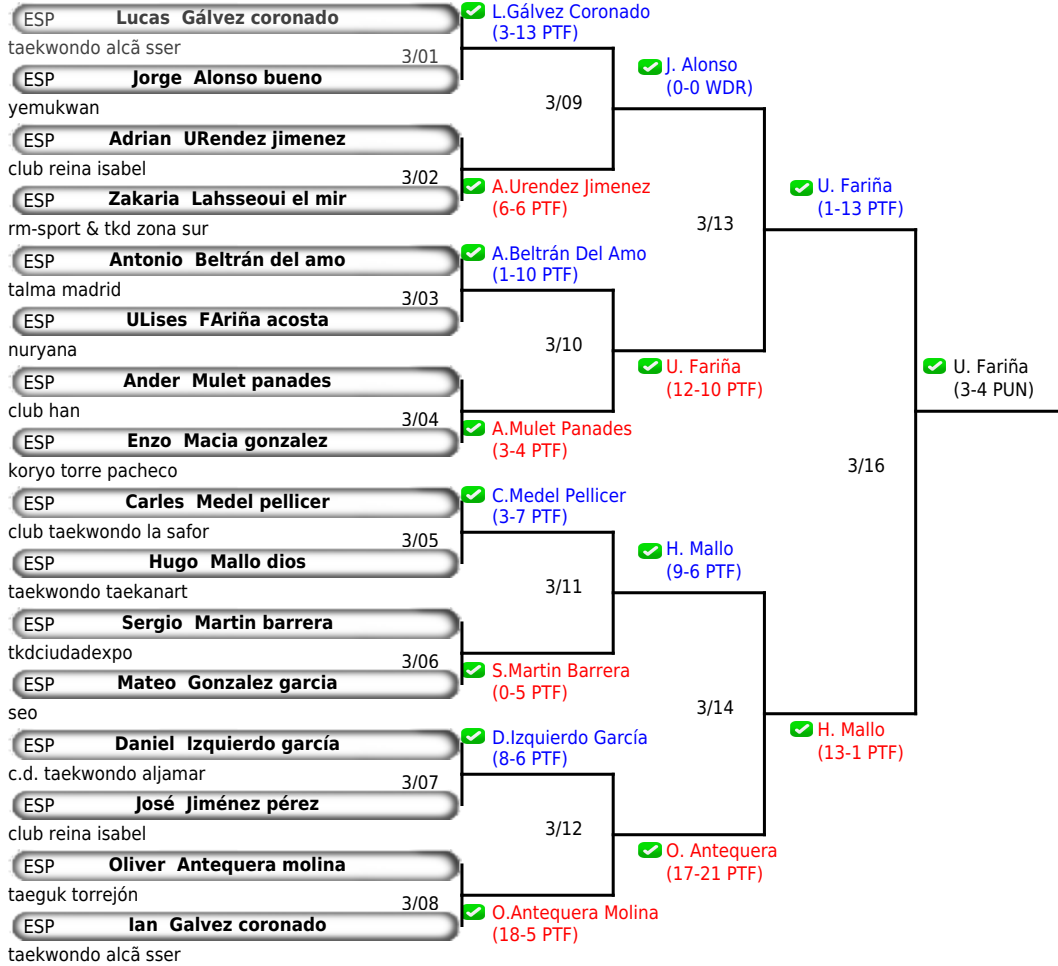 ESP Lucas Gálvez coronado
taekwondo alcã sser
3/01
ESP Jorge Alonso bueno
yemukwan
ESP Adrian URendez jimenez
club reina isabel
3/02
ESP Zakaria Lahsseoui el mir
rm-sport & tkd zona sur
ESP Antonio Beltrán del amo
talma madrid
3/03
ESP ULises FAriña acosta
nuryana
ESP Ander Mulet panades
club han
3/04
ESP Enzo Macia gonzalez
koryo torre pacheco
ESP Carles Medel pellicer
club taekwondo la safor
3/05
ESP Hugo Mallo dios
taekwondo taekanart
ESP Sergio Martin barrera
tkdciudadexpo
3/06
ESP Mateo Gonzalez garcia
seo
ESP Daniel Izquierdo garcía
c.d. taekwondo aljamar
3/07
ESP José Jiménez pérez
club reina isabel
ESP Oliver Antequera molina
taeguk torrejón
3/08
ESP Ian Galvez coronado
taekwondo alcã sser
L.Gálvez Coronado
(3-13 PTF)
3/09
A.Urendez Jimenez
(6-6 PTF)
A.Beltrán Del Amo
(1-10 PTF)
3/10
A.Mulet Panades
(3-4 PTF)
C.Medel Pellicer
(3-7 PTF)
3/11
S.Martin Barrera
(0-5 PTF)
D.Izquierdo García
(8-6 PTF)
3/12
O.Antequera Molina
(18-5 PTF)
J. Alonso
(0-0 WDR)
3/13
U. Fariña
(12-10 PTF)
H. Mallo
(9-6 PTF)
3/14
O. Antequera
(17-21 PTF)
U. Fariña
(1-13 PTF)
3/16
H. Mallo
(13-1 PTF)
U. Fariña
(3-4 PUN)